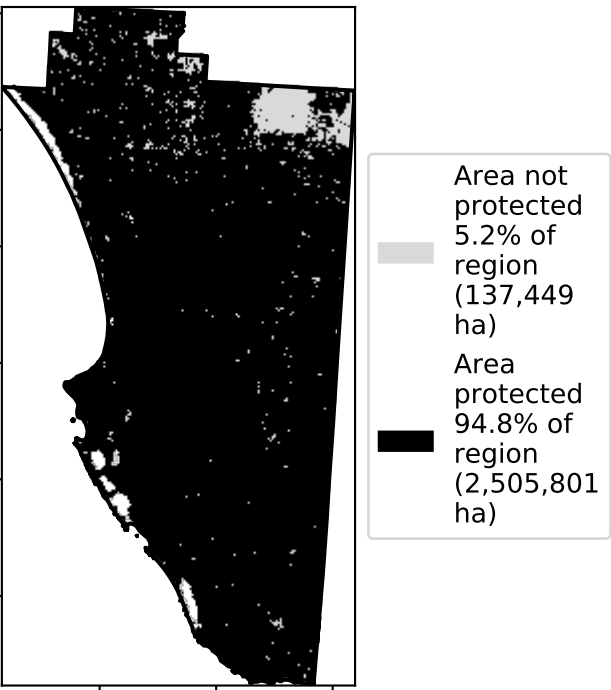 Area not
protected
5.2% of
region
(137,449
ha)
Area
protected
94.8% of
region
(2,505,801
ha)